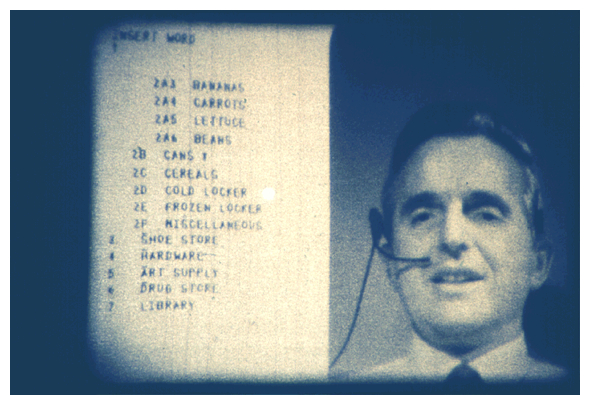 INSERT WORD
1
2A3 BANANAS
2A4 CARROTS
2A5 LETTUCE
2A6 BEANS
2B CANS
2C CEREALS
2D COLD LOCKER
2E FROZEN LOCKER
2F MISCELLANEOUS
3 SHOE STORE
4 HARDWARE
5 ART SUPPLY
6 DRUG STORE
7 LIBRARY